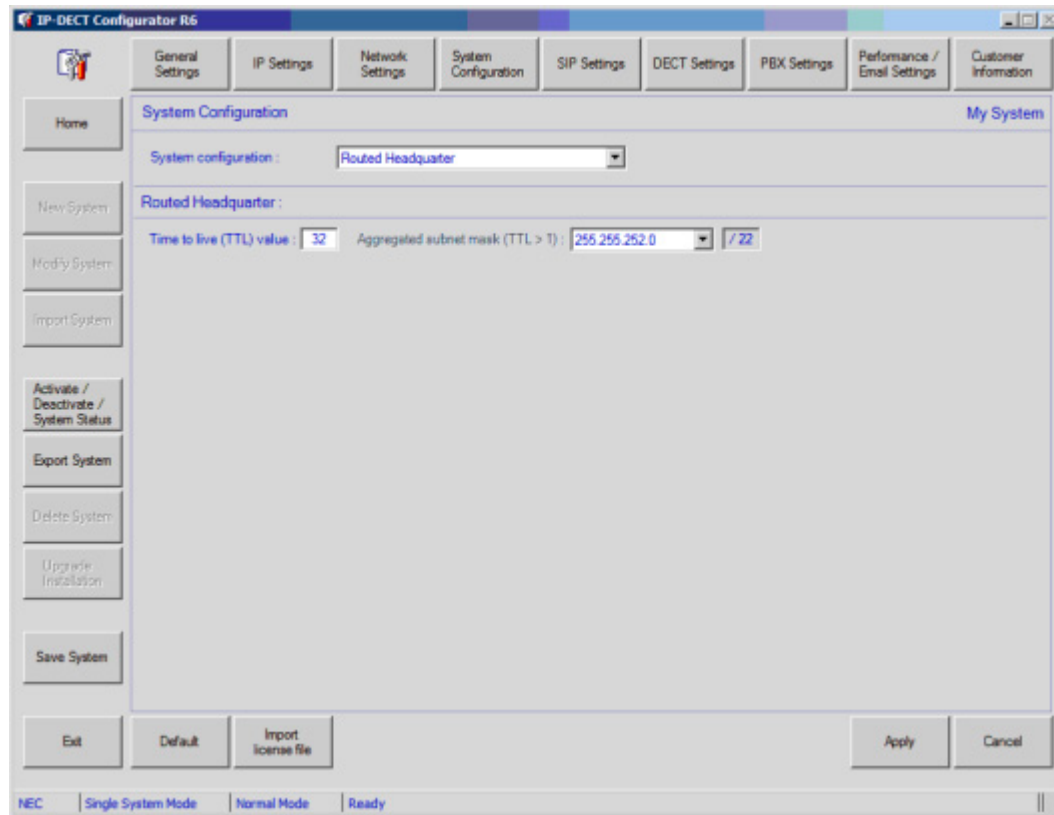 IP-DECT Configurator R6
General
Settings
IP Settings
Network
Settings
System
Configuration
SIP Settings
DECT Settings
PBX Settings
Performance /
Email Settings
Customer
Information
Home
System Configuration
My System
System configuration :
Routed Headquater
New System
Routed Headquarter :
Time to live (TTL) value :
32
Aggregated subnet mask (TTL > 1) :
255.255.252.0
/ 22
Modify System
Import System
Activate /
Deactivate /
System Status
Export System
Delete System
Upgrade
Installation
Save System
Exit
Default
Import
license file
Apply
Cancel
NEC
Single System Mode
Normal Mode
Ready